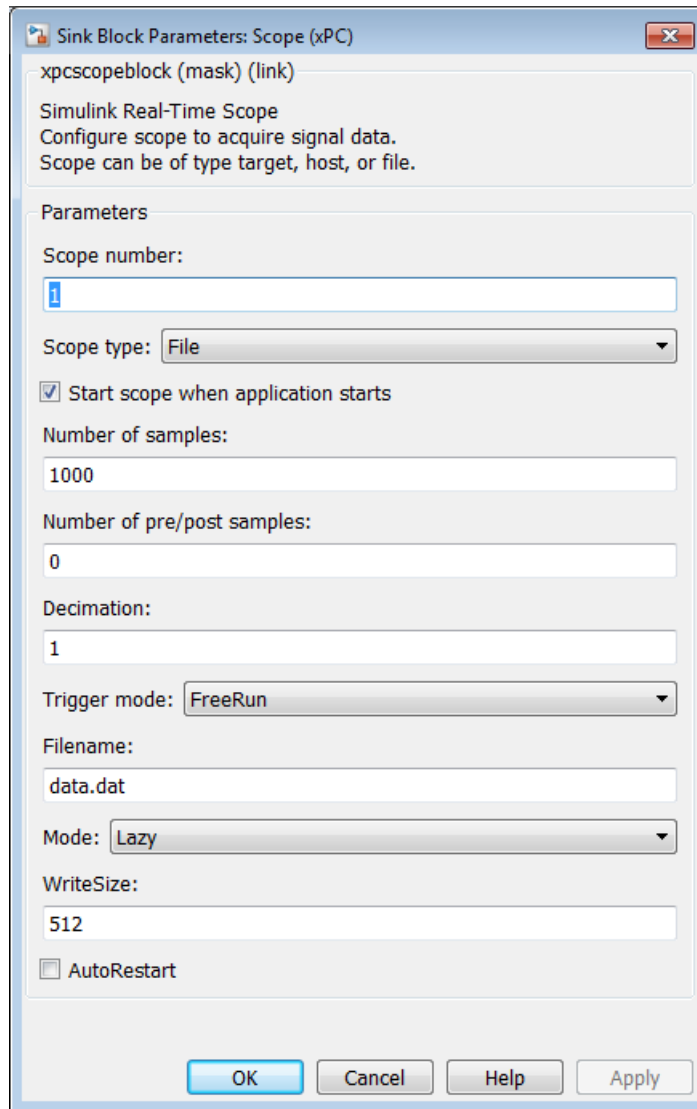 Sink Block Parameters: Scope (xPC)
xpcscopeblock (mask) (link)
Simulink Real-Time Scope
Configure scope to acquire signal data.
Scope can be of type target, host, or file.
Parameters
Scope number:
1
Scope type: File
Start scope when application starts
Number of samples:
1000
Number of pre/post samples:
0
Decimation:
1
Trigger mode: FreeRun
Filename:
data.dat
Mode: Lazy
WriteSize:
512
AutoRestart
OK Cancel Help Apply